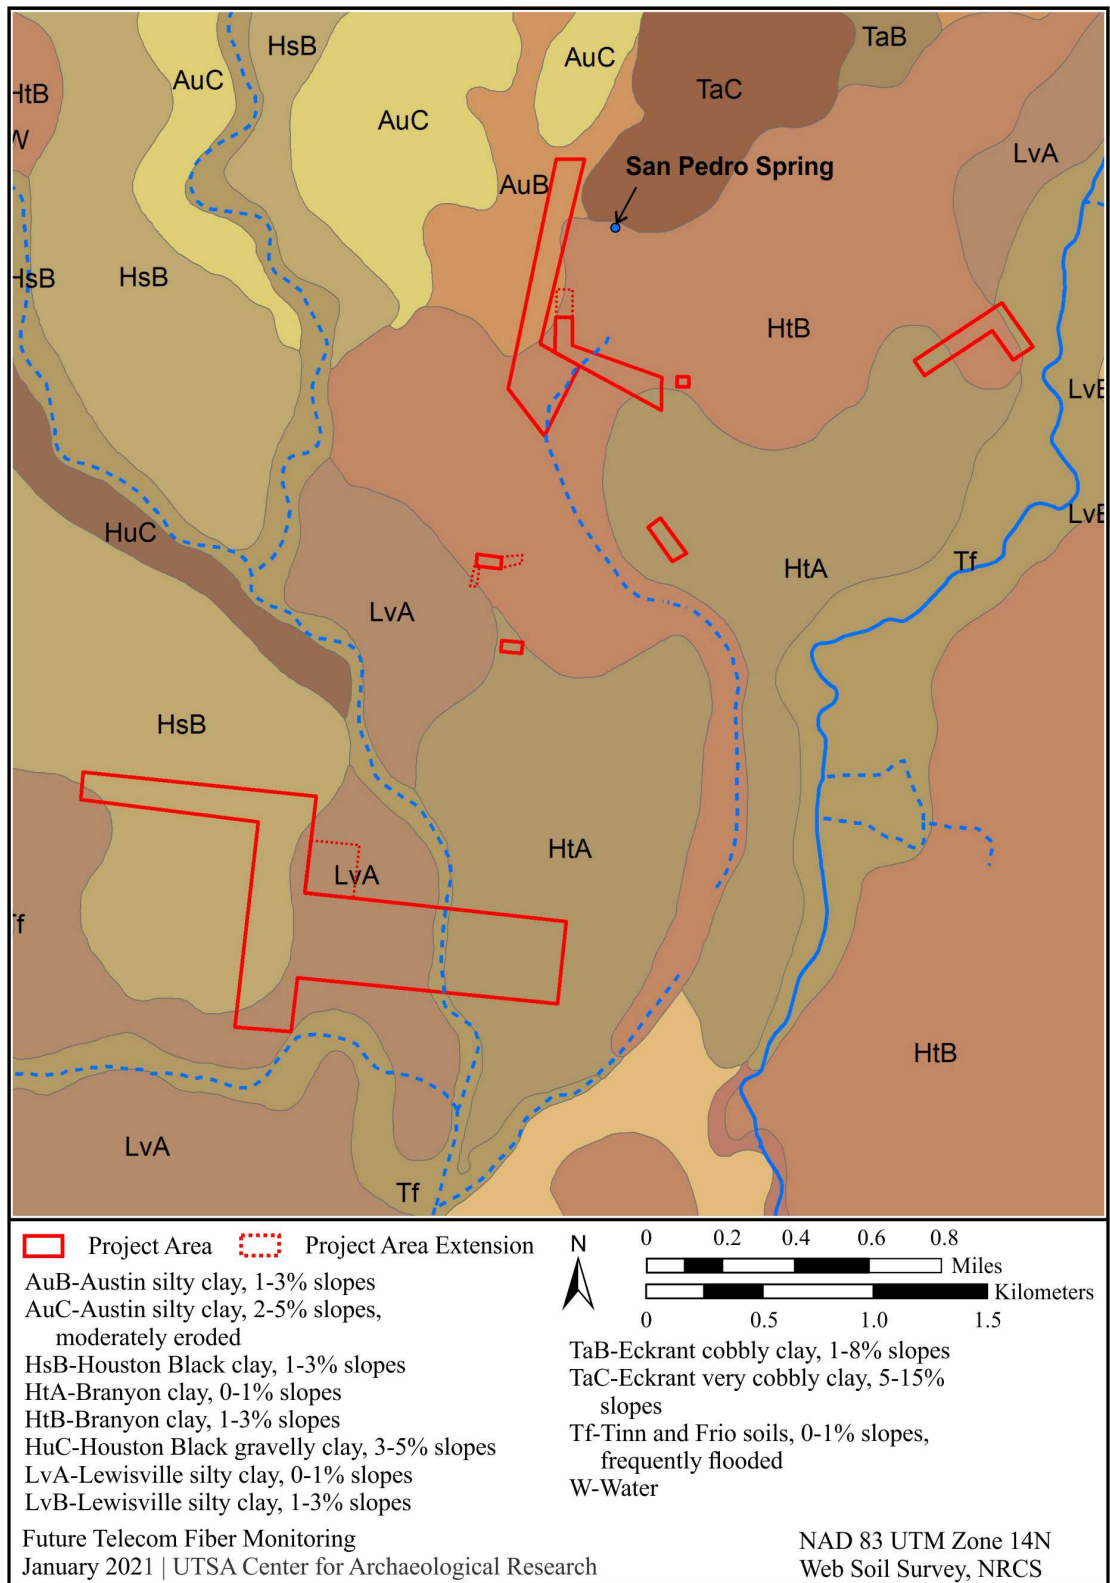 HsB
TaB
AuC
AuC
TaC
HtB
AuC
W
LvA
San Pedro Spring
AuB
HsB
HsB
HtB
LvB
HuC
LvB
Tf
HtA
LvA
HsB
HtA
LvA
Tf
HtB
LvA
Tf
Project Area
Project Area Extension
AuB-Austin silty clay, 1-3% slopes
AuC-Austin silty clay, 2-5% slopes,
moderately eroded
HsB-Houston Black clay, 1-3% slopes
HtA-Branyon clay, 0-1% slopes
HtB-Branyon clay, 1-3% slopes
HuC-Houston Black gravelly clay, 3-5% slopes
LvA-Lewisville silty clay, 0-1% slopes
LvB-Lewisville silty clay, 1-3% slopes
N
0 0.2 0.4 0.6 0.8
Miles
Kilometers
0 0.5 1.0 1.5
TaB-Eckrant cobbly clay, 1-8% slopes
TaC-Eckrant very cobbly clay, 5-15%
slopes
Tf-Tinn and Frio soils, 0-1% slopes,
frequently flooded
W-Water
Future Telecom Fiber Monitoring
January 2021 | UTSA Center for Archaeological Research
NAD 83 UTM Zone 14N
Web Soil Survey, NRCS